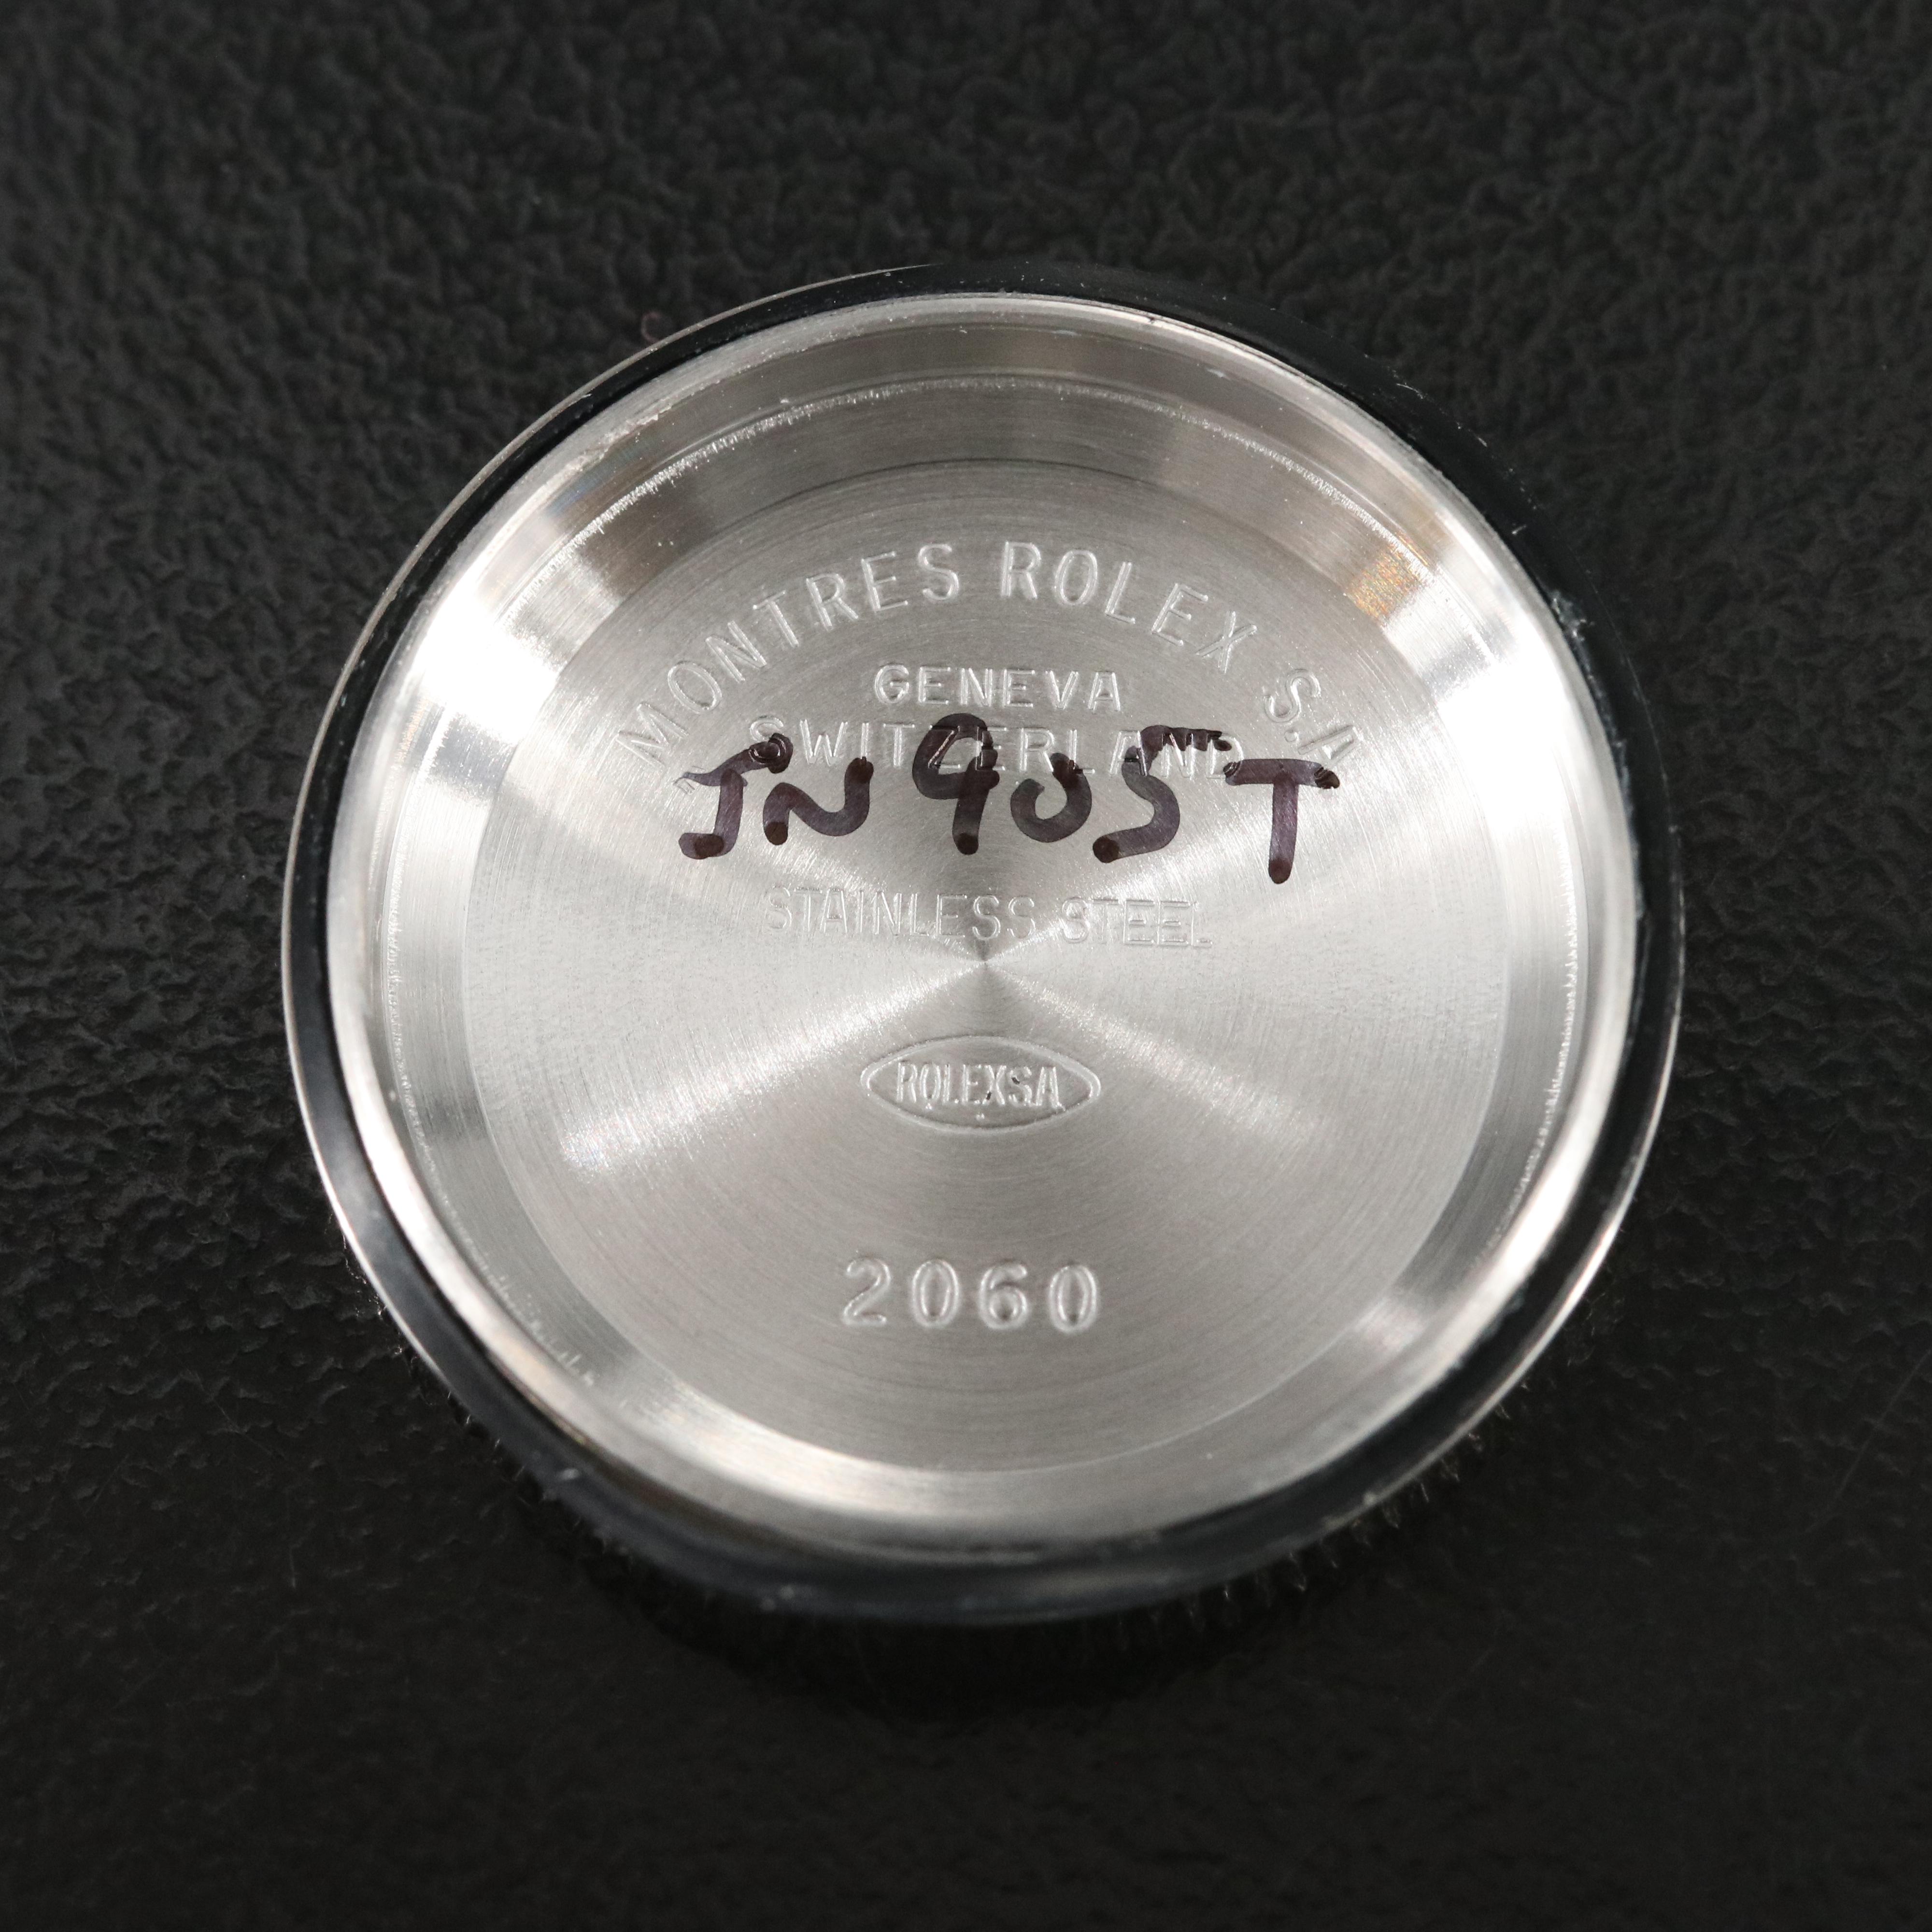 MONTRES ROLEX S.A
GENEVA
SWITZERLAND
JN905T
STAINLESS STEEL
ROLEXSA
2060